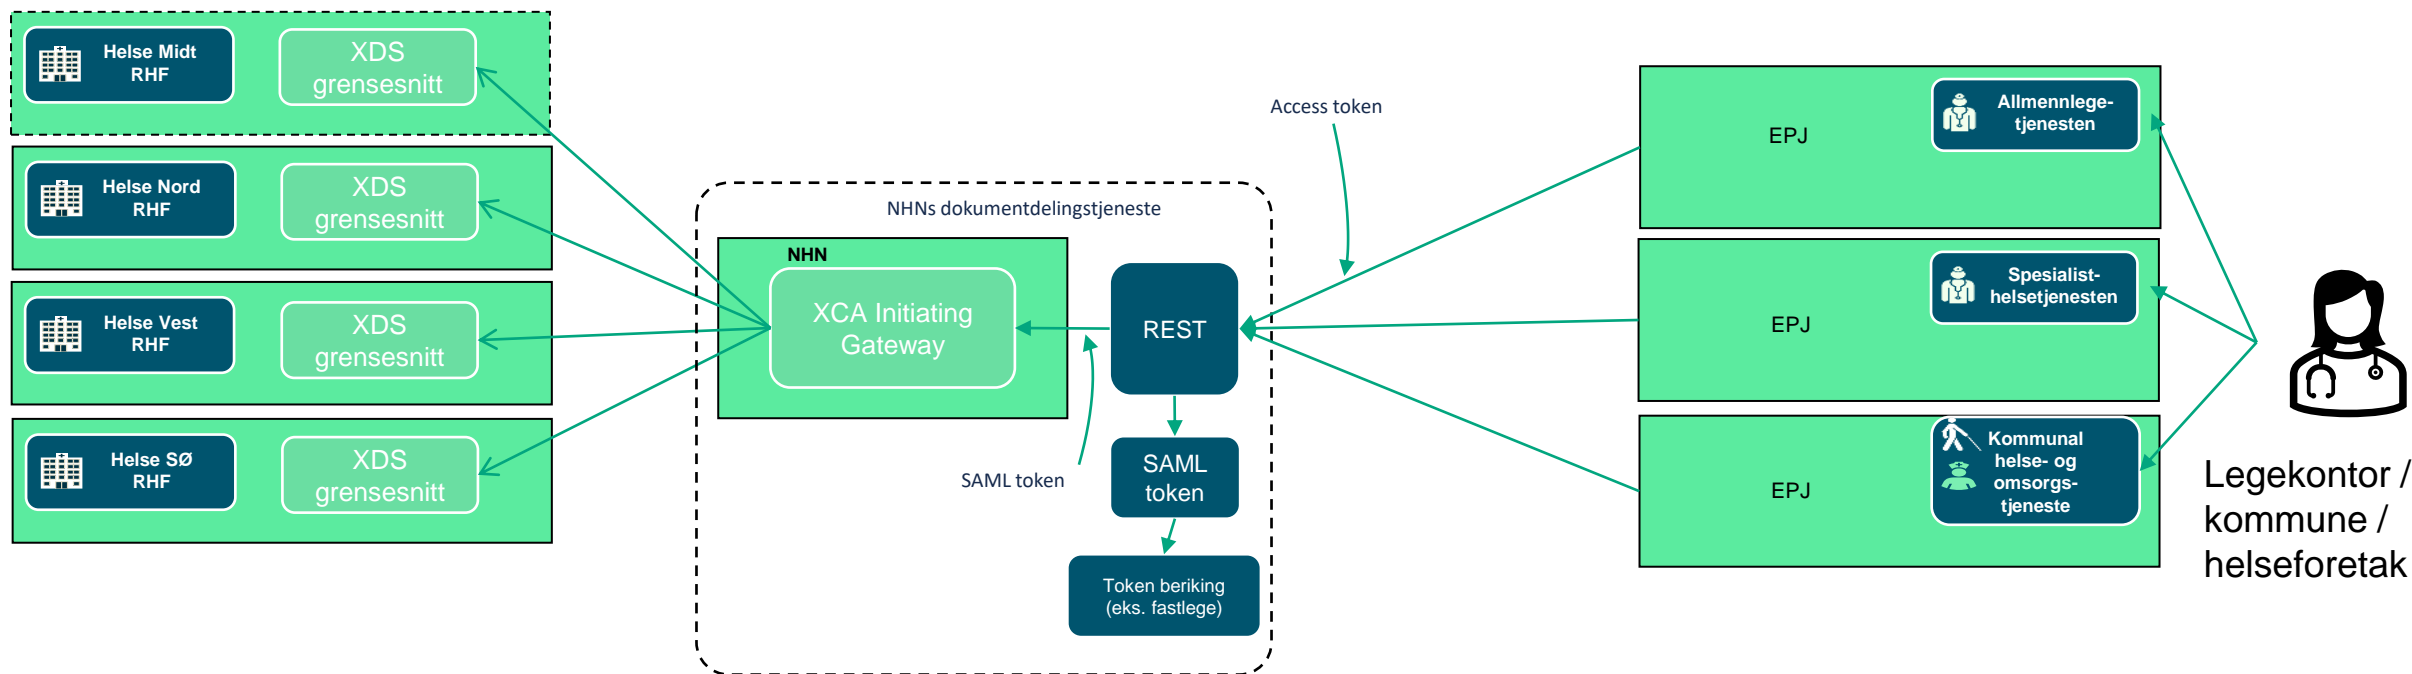 Helse Midt
RHF
XDS
grensesnitt
Helse Nord
RHF
XDS
grensesnitt
Helse Vest
RHF
XDS
grensesnitt
Helse SØ
RHF
XDS
grensesnitt
NHNs dokumentdelingstjeneste
NHN
XCA Initiating
Gateway
REST
SAML
token
Token beriking
(eks. fastlege)
SAML token
Access token
EPJ
Allmennlege-
tjenesten
EPJ
Spesialist-
helsetjenesten
EPJ
Kommunal
helse- og
omsorgs-
tjeneste
Legekontor /
kommune /
helseforetak